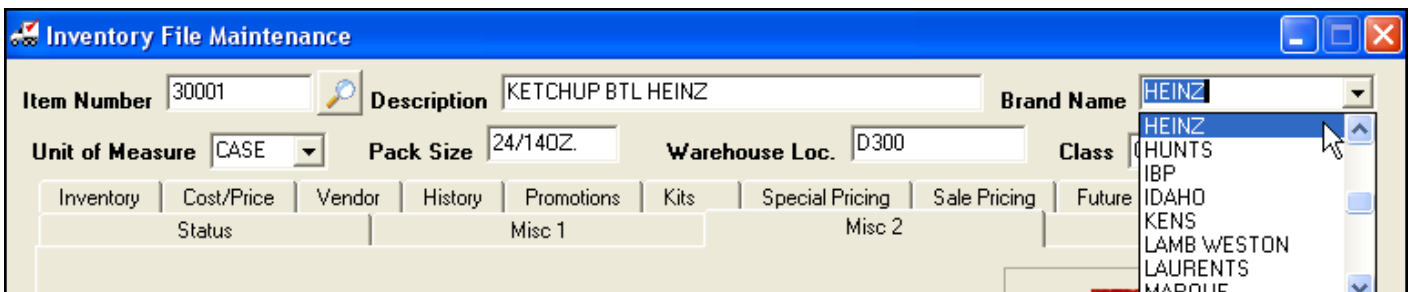 Inventory File Maintenance
Item Number 30001 Description KETCHUP BTL HEINZ Brand Name HEINZ
Unit of Measure CASE Pack Size 24/14OZ. Warehouse Loc. D300 Class
HEINZ
HUNTS
IBP
IDAHO
KENS
LAMB WESTON
LAURENTS
MARQUE
Inventory Cost/Price Vendor History Promotions Kits Special Pricing Sale Pricing Future
Status Misc 1 Misc 2